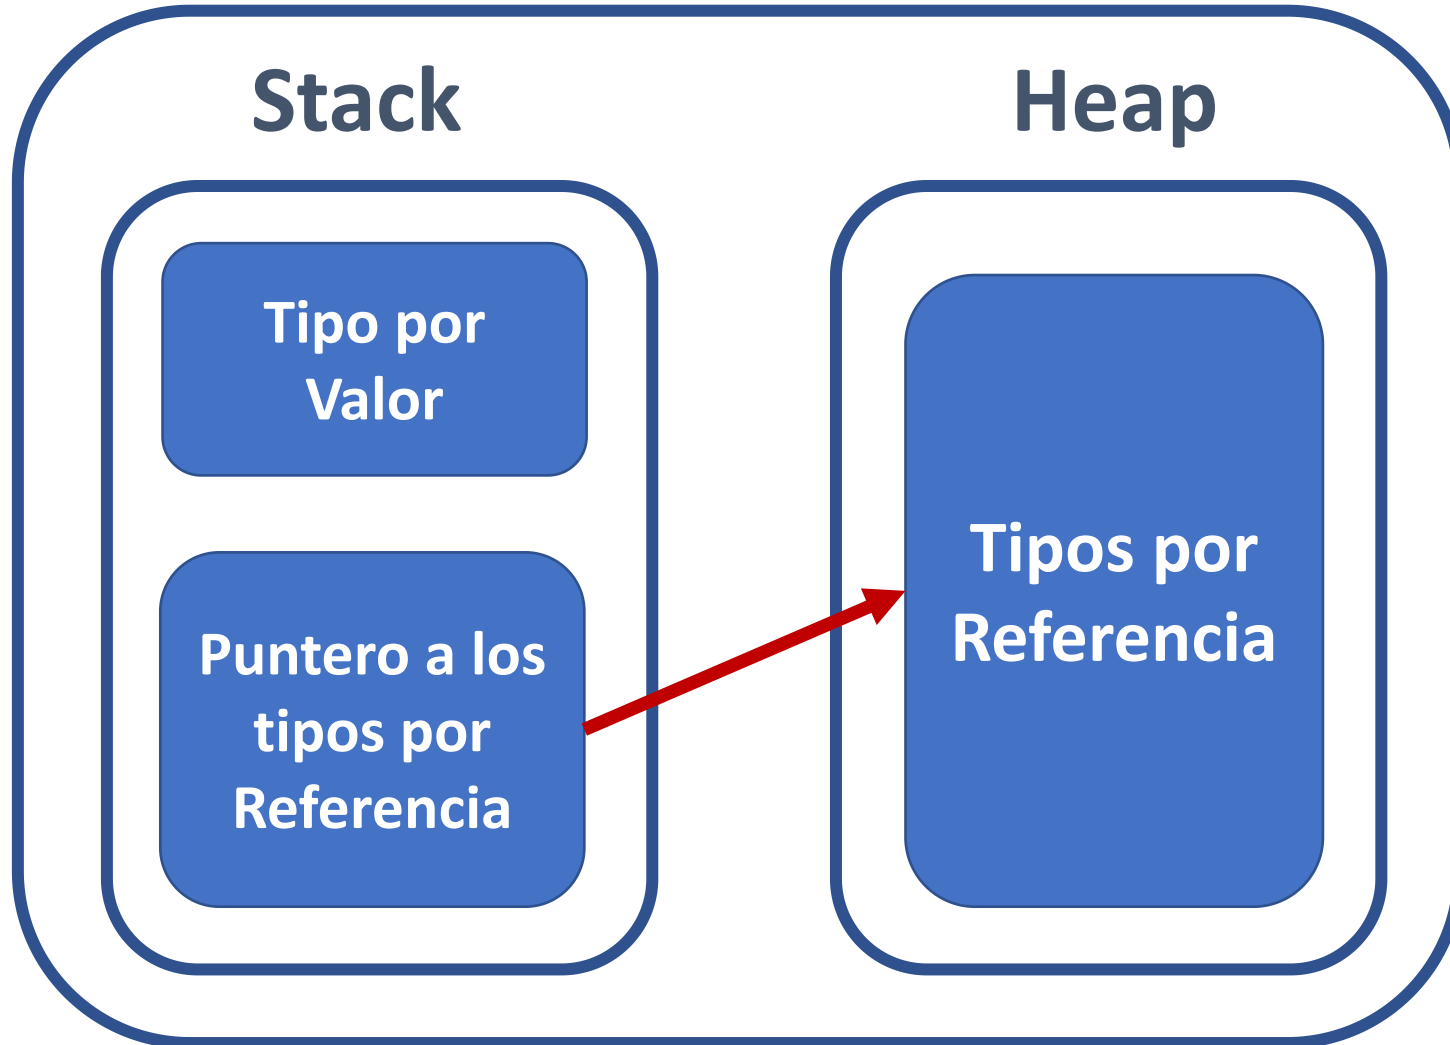 Stack
Heap
Tipo por
Valor
Puntero a los
tipos por
Referencia
Tipos por
Referencia